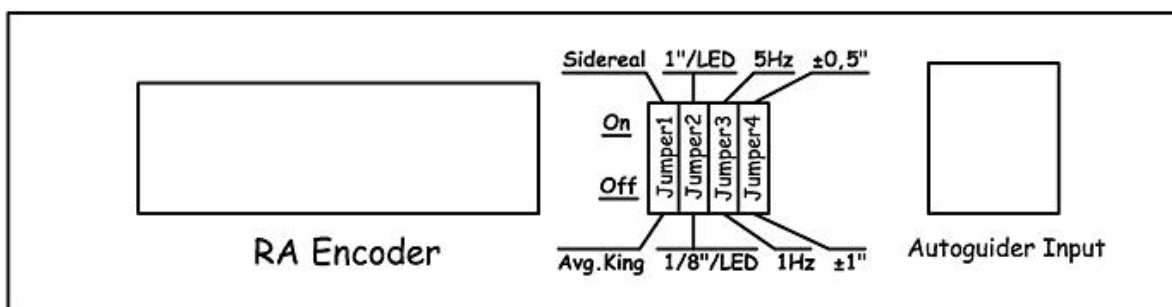 Sidereal 1"/LED 5Hz ±0,5"
On
Jumper1
Jumper2
Jumper3
Jumper4
Off
Avg.King 1/8"/LED 1Hz ±1"
RA Encoder
Autoguider Input